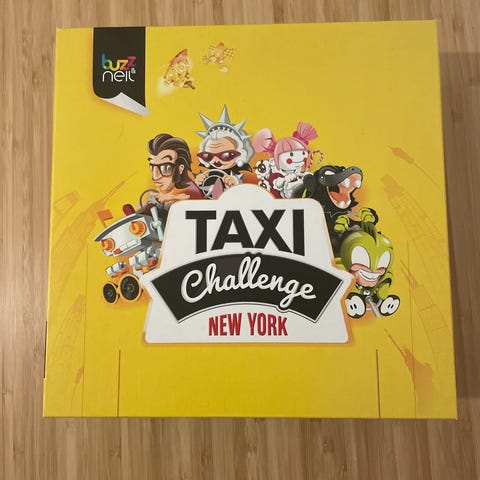 buzz
& neil
TAXI
Challenge
NEW YORK